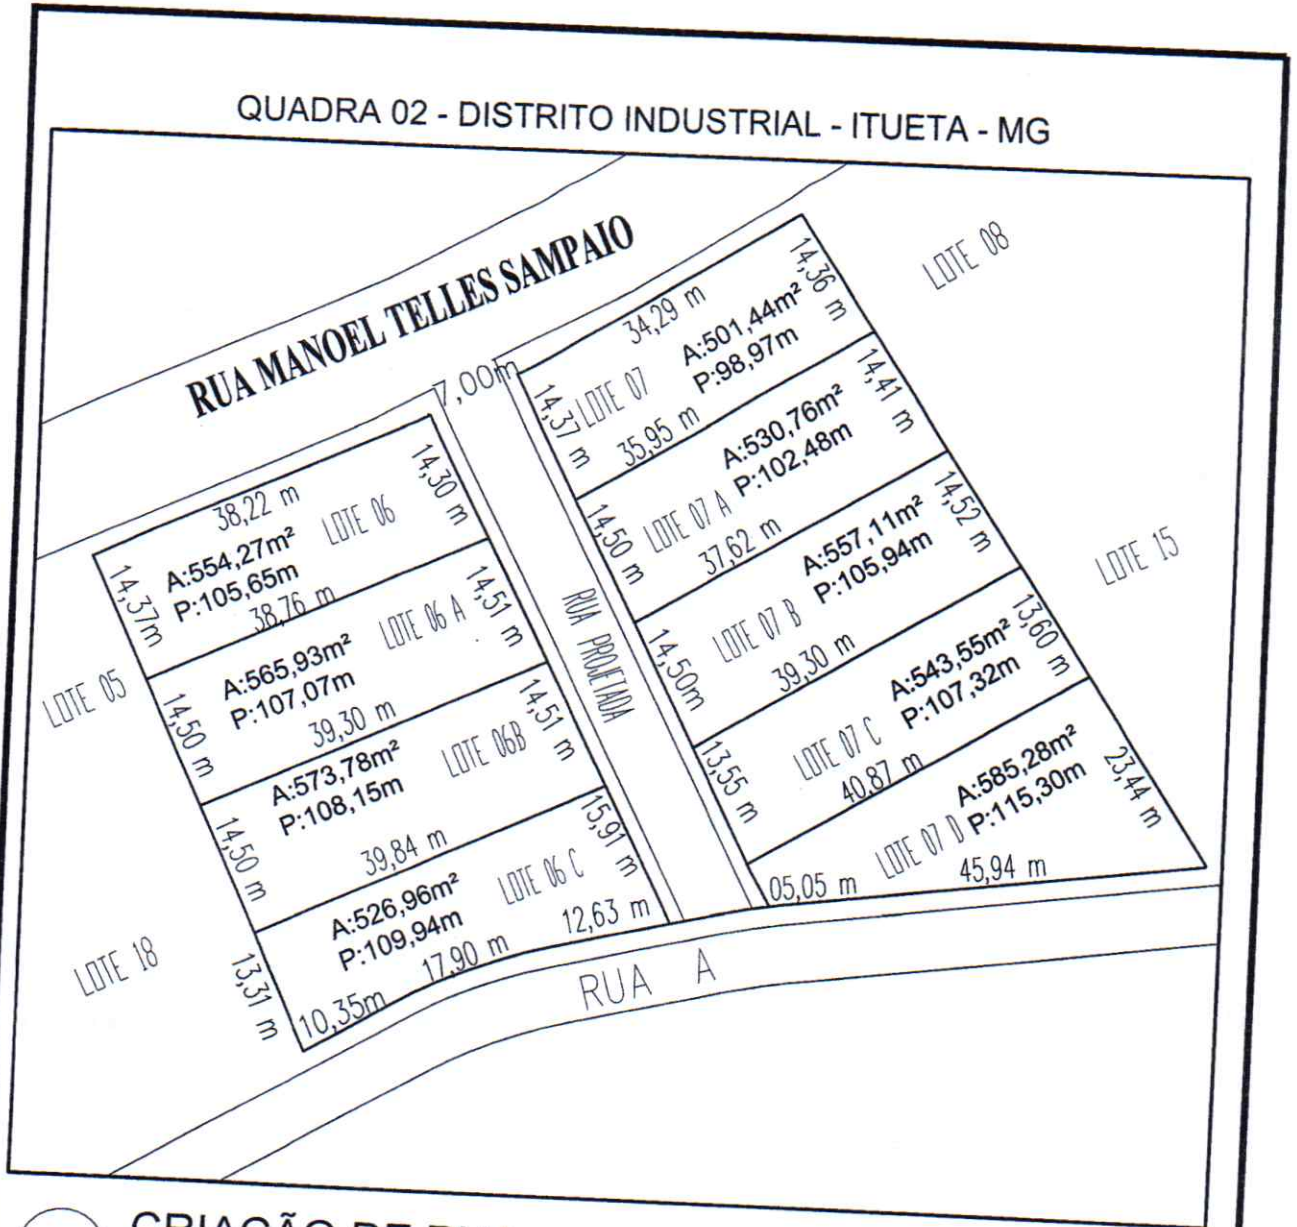 QUADRA 02 - DISTRITO INDUSTRIAL - ITUETA - MG
RUA MANOEL TELLES SAMPAIO
LOTE 08
34,29 m
14,36 m
A:501,44m²
P:98,97m
LOTE 07
14,37 m
35,95 m
7,00m
14,41 m
A:530,76m²
P:102,48m
LOTE 07 A
14,50 m
37,62 m
14,52 m
A:557,11m²
P:105,94m
LOTE 07 B
14,50m
39,30 m
LOTE 15
13,60 m
A:543,55m²
P:107,32m
LOTE 07 C
13,55 m
40,87 m
23,44 m
A:585,28m²
P:115,30m
LOTE 07 D
05,05 m
45,94 m
RUA PROJETADA
38,22 m
14,30 m
LOTE 06
A:554,27m²
P:105,65m
14,37m
38,76 m
14,51 m
LOTE 06 A
A:565,93m²
P:107,07m
LOTE 05
14,50 m
39,30 m
14,51 m
LOTE 06B
A:573,78m²
P:108,15m
14,50 m
39,84 m
15,91 m
LOTE 06 C
A:526,96m²
P:109,94m
LOTE 18
13,31 m
10,35m
17,90 m
12,63 m
RUA A
CRIAÇÃO DE